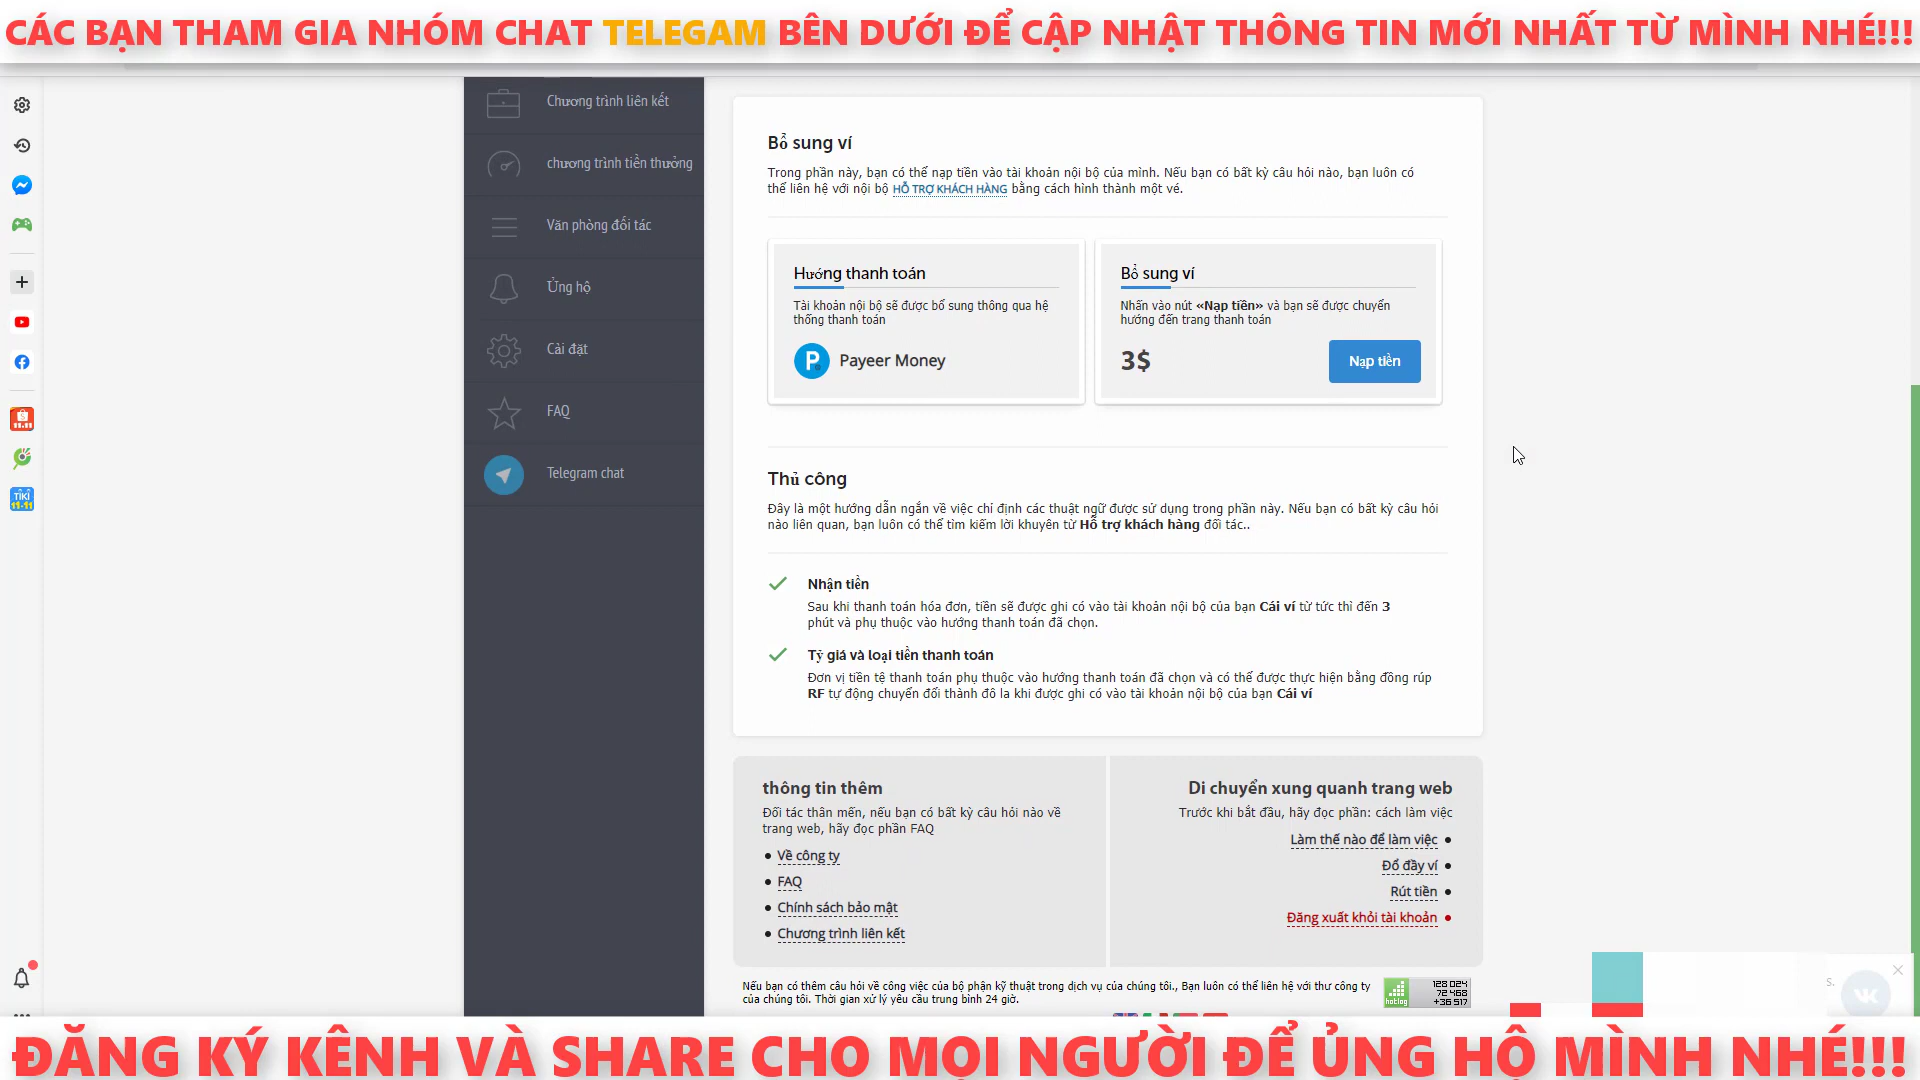 CÁC BẠN THAM GIA NHÓM CHAT TELEGAM BÊN DƯỚI ĐỂ CẬP NHẬT THÔNG TIN MỚI NHẤT TỪ MÌNH NHÉ!!!
Chương trình liên kết
chương trình tiền thưởng
Văn phòng đối tác
Ủng hộ
Cài đặt
FAQ
Telegram chat
Bổ sung ví
Trong phần này, bạn có thể nạp tiền vào tài khoản nội bộ của mình. Nếu bạn có bất kỳ câu hỏi nào, bạn luôn có
thể liên hệ với nội bộ HỖ TRỢ KHÁCH HÀNG bằng cách hình thành một vé.
Hướng thanh toán
Tài khoản nội bộ sẽ được bổ sung thông qua hệ
thống thanh toán
Payeer Money
Bổ sung ví
Nhấn vào nút «Nạp tiền» và bạn sẽ được chuyển
hướng đến trang thanh toán
3$
Nạp tiền
Thủ công
Đây là một hướng dẫn ngắn về việc chỉ định các thuật ngữ được sử dụng trong phần này. Nếu bạn có bất kỳ câu hỏi
nào liên quan, bạn luôn có thể tìm kiếm lời khuyên từ Hỗ trợ khách hàng đối tác..
Nhận tiền
Sau khi thanh toán hóa đơn, tiền sẽ được ghi có vào tài khoản nội bộ của bạn Cái ví từ tức thì đến 3
phút và phụ thuộc vào hướng thanh toán đã chọn.
Tỷ giá và loại tiền thanh toán
Đơn vị tiền tệ thanh toán phụ thuộc vào hướng thanh toán đã chọn và có thể được thực hiện bằng đồng rúp
RF tự động chuyển đổi thành đô la khi được ghi có vào tài khoản nội bộ của bạn Cái ví
thông tin thêm
Đối tác thân mến, nếu bạn có bất kỳ câu hỏi nào về
trang web, hãy đọc phần FAQ
Về công ty
FAQ
Chính sách bảo mật
Chương trình liên kết
Di chuyển xung quanh trang web
Trước khi bắt đầu, hãy đọc phần: cách làm việc
Làm thế nào để làm việc
Đổ đầy ví
Rút tiền
Đăng xuất khỏi tài khoản
Nếu bạn có thêm câu hỏi về công việc của bộ phận kỹ thuật trong dịch vụ của chúng tôi., Bạn luôn có thể liên hệ với thư công ty
của chúng tôi. Thời gian xử lý yêu cầu trung bình 24 giờ.
hotlog
128 024
72 468
+36 517
s.
ĐĂNG KÝ KÊNH VÀ SHARE CHO MỌI NGƯỜI ĐỂ ỦNG HỘ MÌNH NHÉ!!!